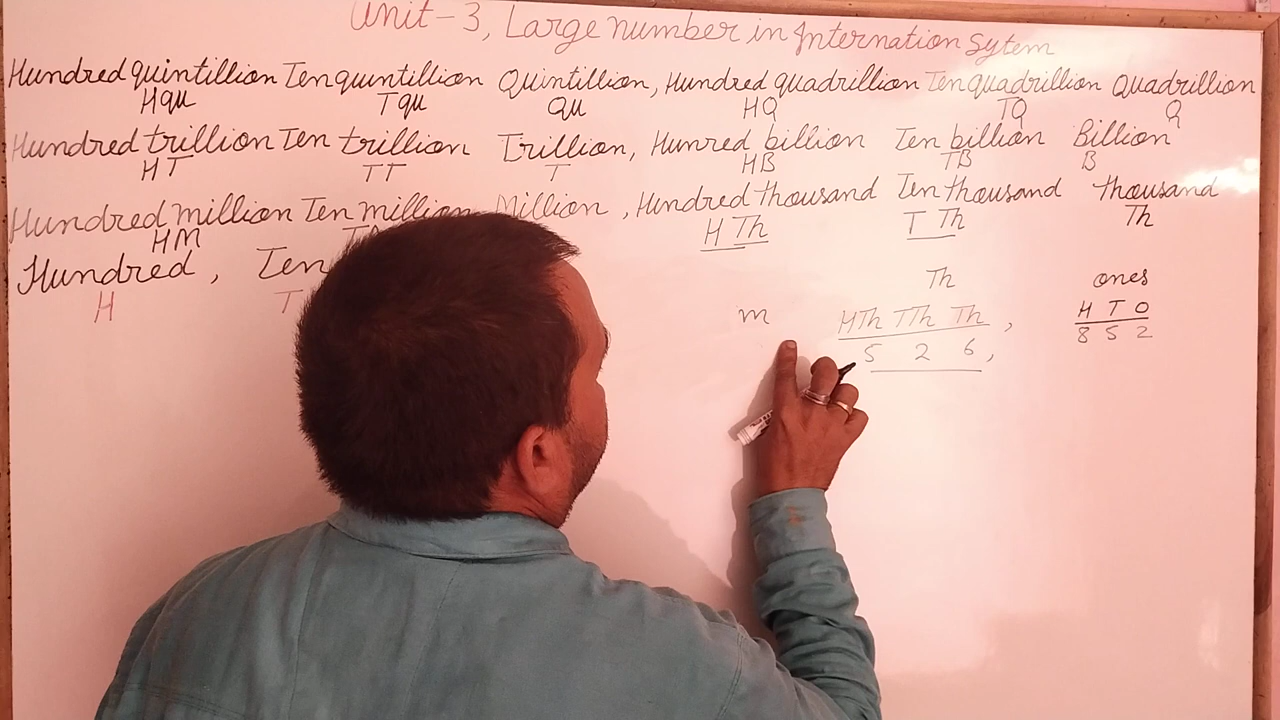 Unit-3, Large number in Internation Sytem
Hundred quintillion Ten quintillion Quintillion, Hundred quadrillion Ten quadrillion Quadrillion
HQU TQU QU HQ TQ Q
Hundred trillion Ten trillion Trillion, Hunred billion Ten billion Billion
HT TT T HB TB B
Hundred million Ten million Million, Hundred thousand Ten thousand thousand
HM H Th T Th Th
Hundred, Ten
H T
Th ones
m HTh TTh Th, H T O
5 2 6, 8 5 2